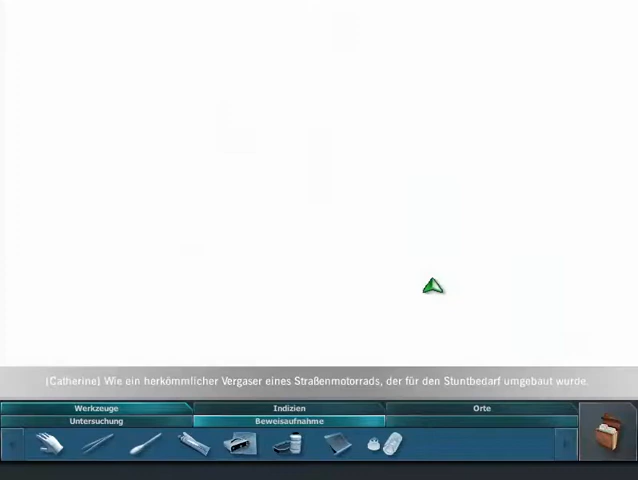 [Catherine] Wie ein herkömmlicher Vergaser eines Straßenmotorrads, der für den Stuntbedarf umgebaut wurde.
Werkzeuge Indizien Orte
Untersuchung Beweisaufnahme